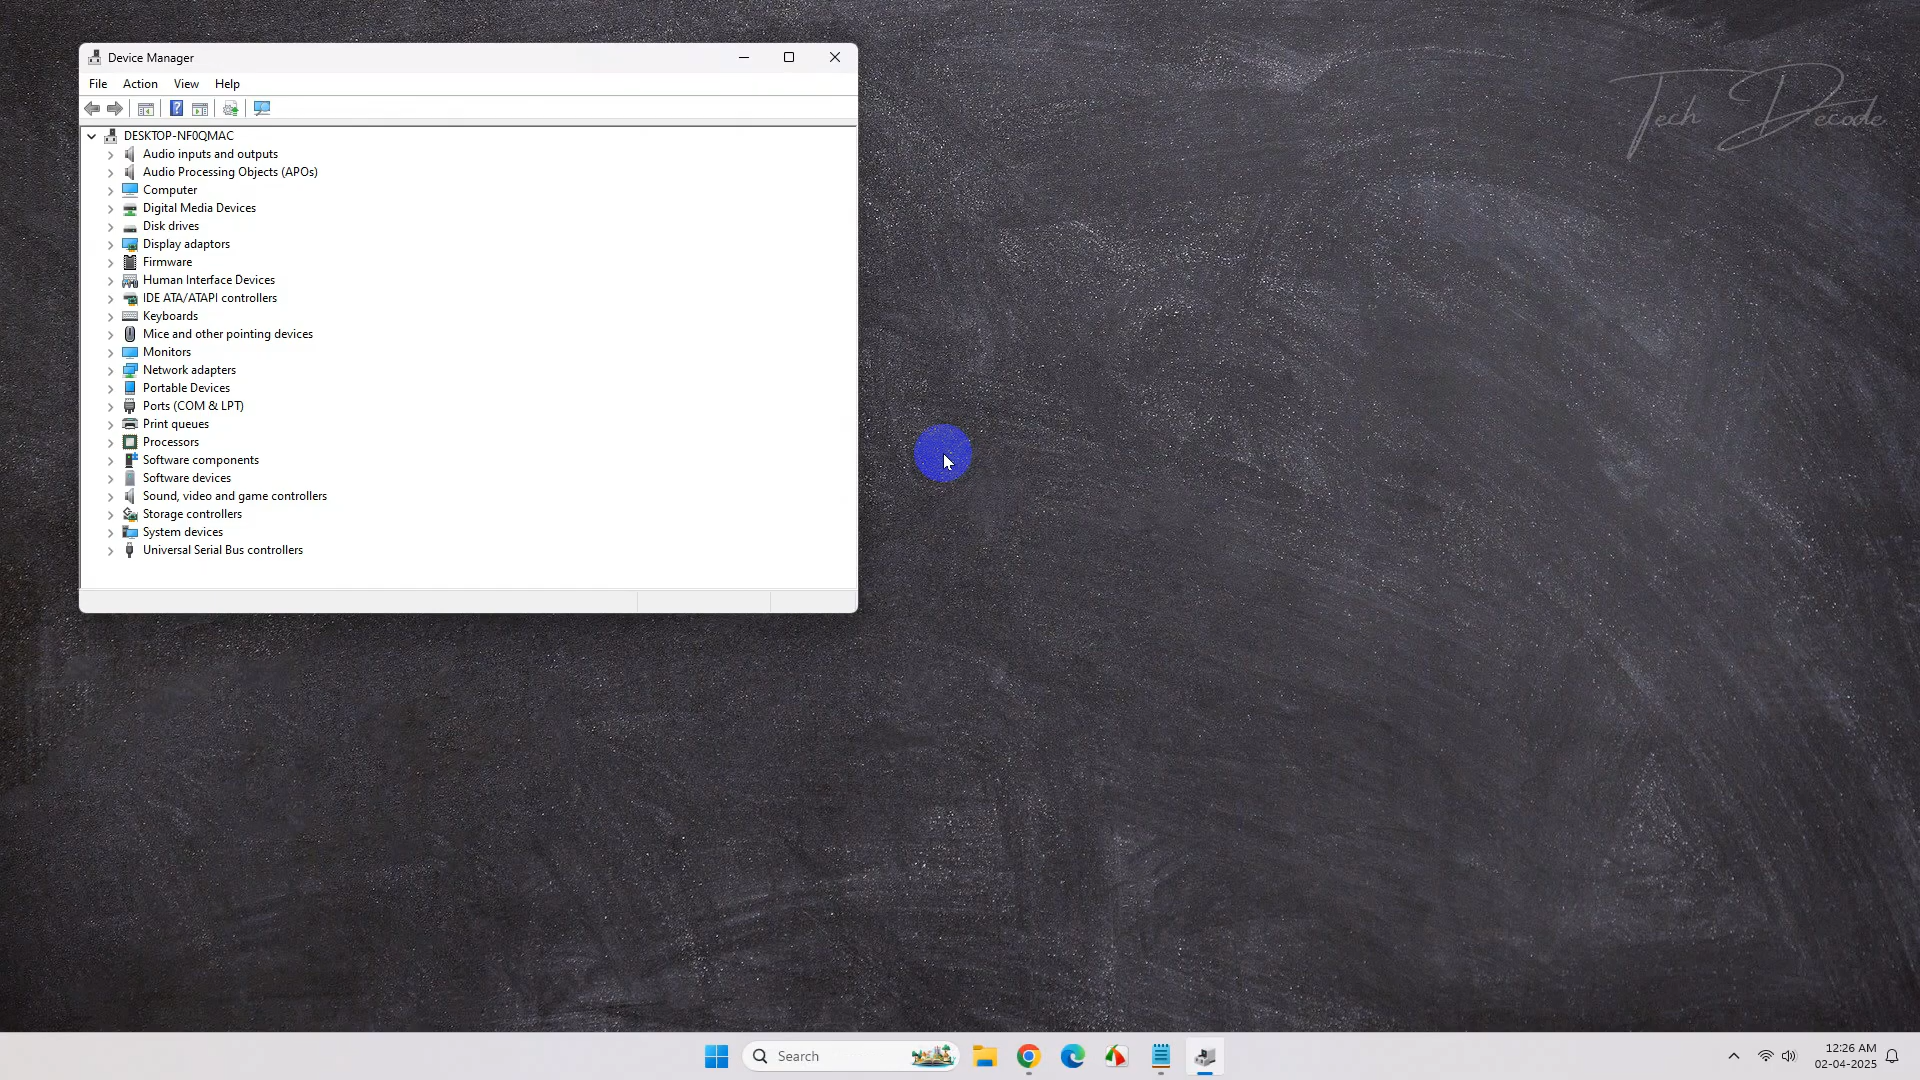 Device Manager
File Action View Help
DESKTOP-NF0QMAC
Audio inputs and outputs
Audio Processing Objects (APOs)
Computer
Digital Media Devices
Disk drives
Display adaptors
Firmware
Human Interface Devices
IDE ATA/ATAPI controllers
Keyboards
Mice and other pointing devices
Monitors
Network adapters
Portable Devices
Ports (COM & LPT)
Print queues
Processors
Software components
Software devices
Sound, video and game controllers
Storage controllers
System devices
Universal Serial Bus controllers
Tech Decode
Search
12:26 AM
02-04-2025